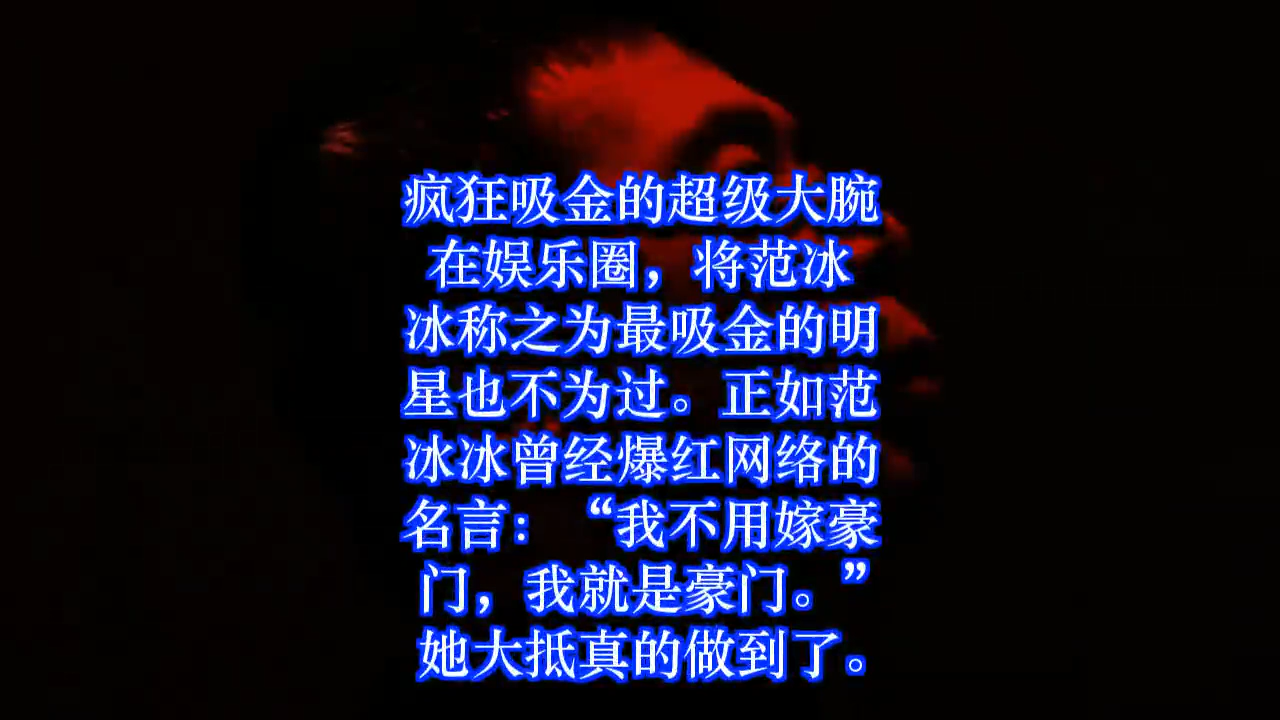 疯狂吸金的超级大腕
在娱乐圈，将范冰
冰称之为最吸金的明
星也不为过。正如范
冰冰曾经爆红网络的
名言：“我不用嫁豪
门，我就是豪门。”
她大抵真的做到了。